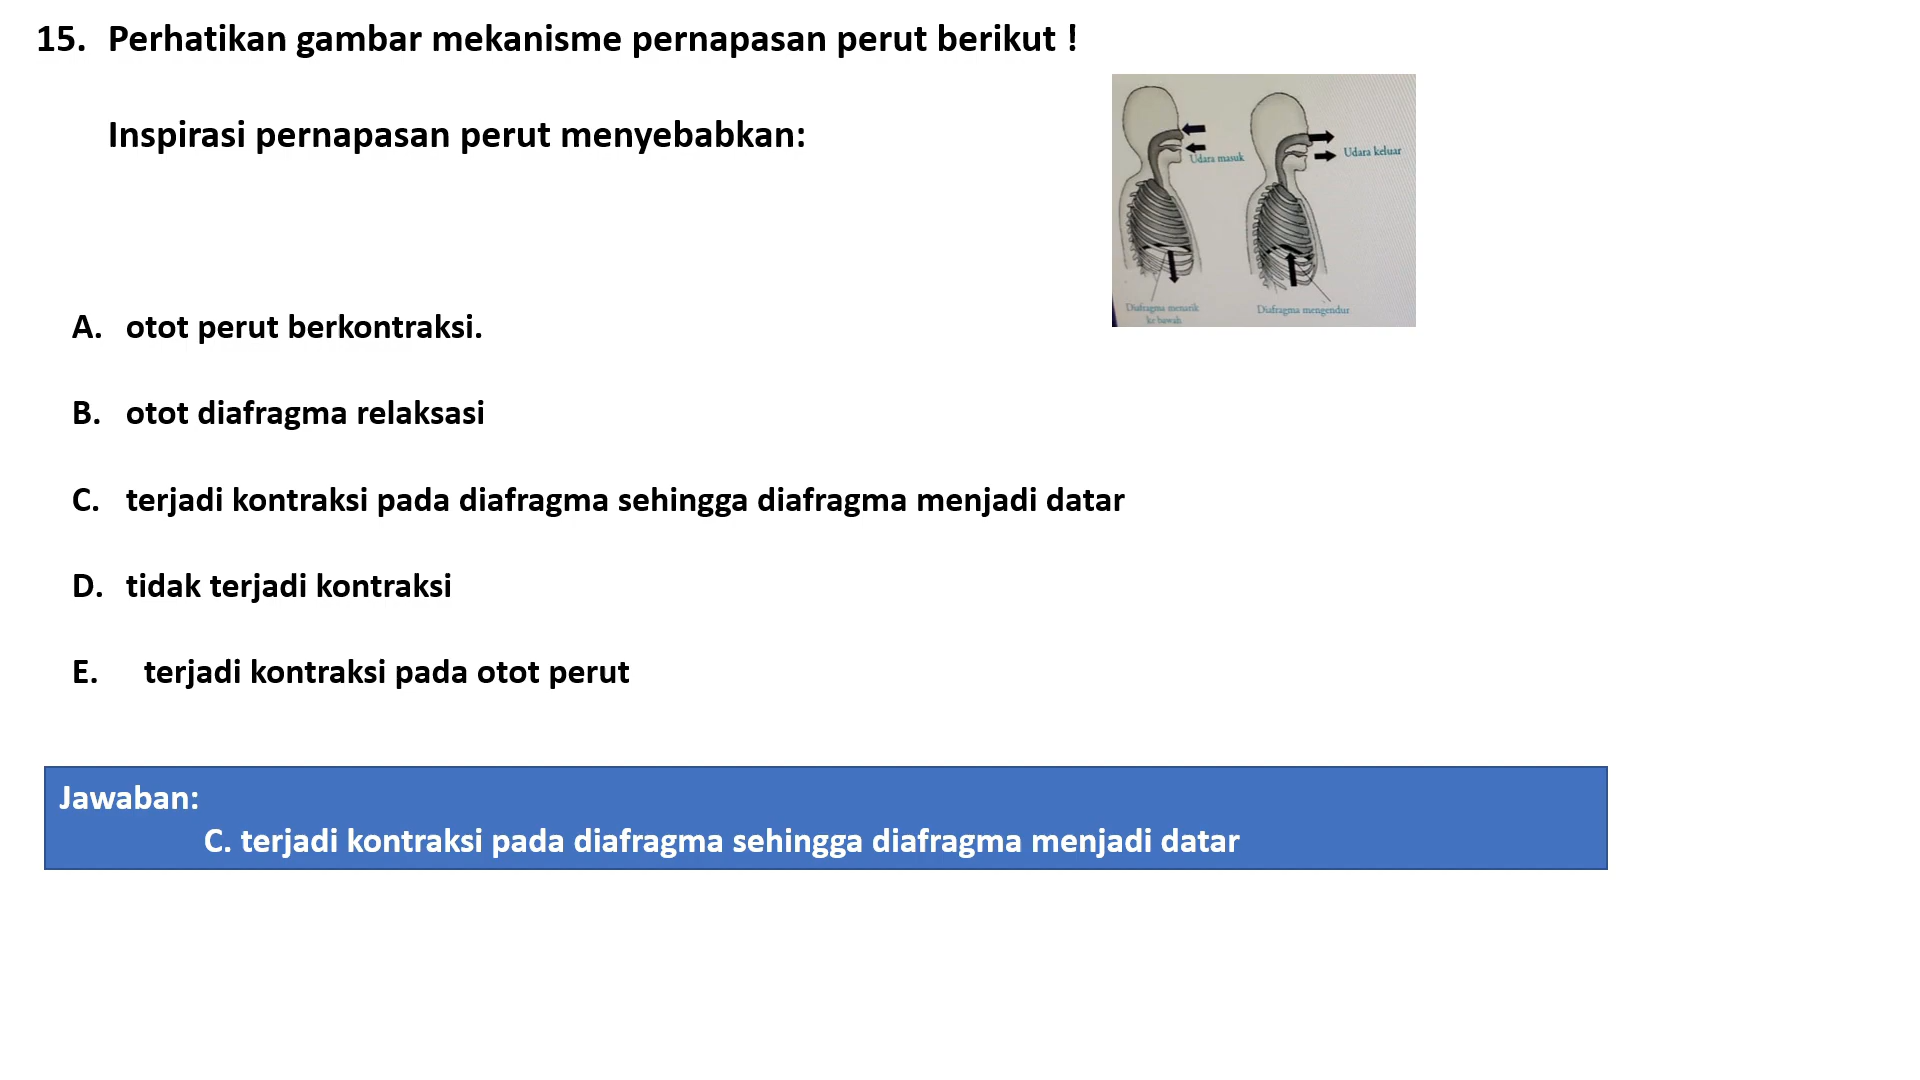 15. Perhatikan gambar mekanisme pernapasan perut berikut !
Inspirasi pernapasan perut menyebabkan:
Udara masuk
Udara keluar
Diafragma menarik
ke bawah
Diafragma mengendur
A. otot perut berkontraksi.
B. otot diafragma relaksasi
C. terjadi kontraksi pada diafragma sehingga diafragma menjadi datar
D. tidak terjadi kontraksi
E. terjadi kontraksi pada otot perut
Jawaban:
C. terjadi kontraksi pada diafragma sehingga diafragma menjadi datar